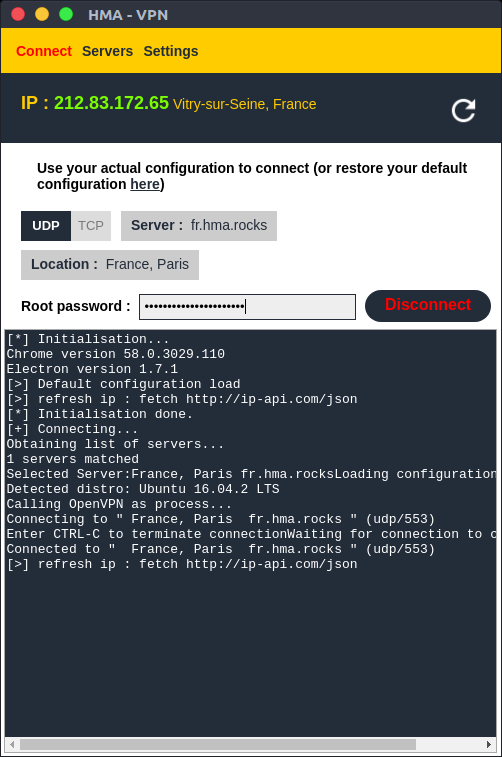 HMA - VPN
Connect Servers Settings
IP : 212.83.172.65 Vitry-sur-Seine, France
Use your actual configuration to connect (or restore your default
configuration here)
UDP TCP Server : fr.hma.rocks
Location : France, Paris
Root password : •••••••••••••••••••••• Disconnect
[*] Initialisation...
Chrome version 58.0.3029.110
Electron version 1.7.1
[>] Default configuration load
[>] refresh ip : fetch http://ip-api.com/json
[*] Initialisation done.
[+] Connecting...
Obtaining list of servers...
1 servers matched
Selected Server:France, Paris fr.hma.rocksLoading configuration
Detected distro: Ubuntu 16.04.2 LTS
Calling OpenVPN as process...
Connecting to " France, Paris  fr.hma.rocks " (udp/553)
Enter CTRL-C to terminate connectionWaiting for connection to
Connected to "  France, Paris  fr.hma.rocks " (udp/553)
[>] refresh ip : fetch http://ip-api.com/json